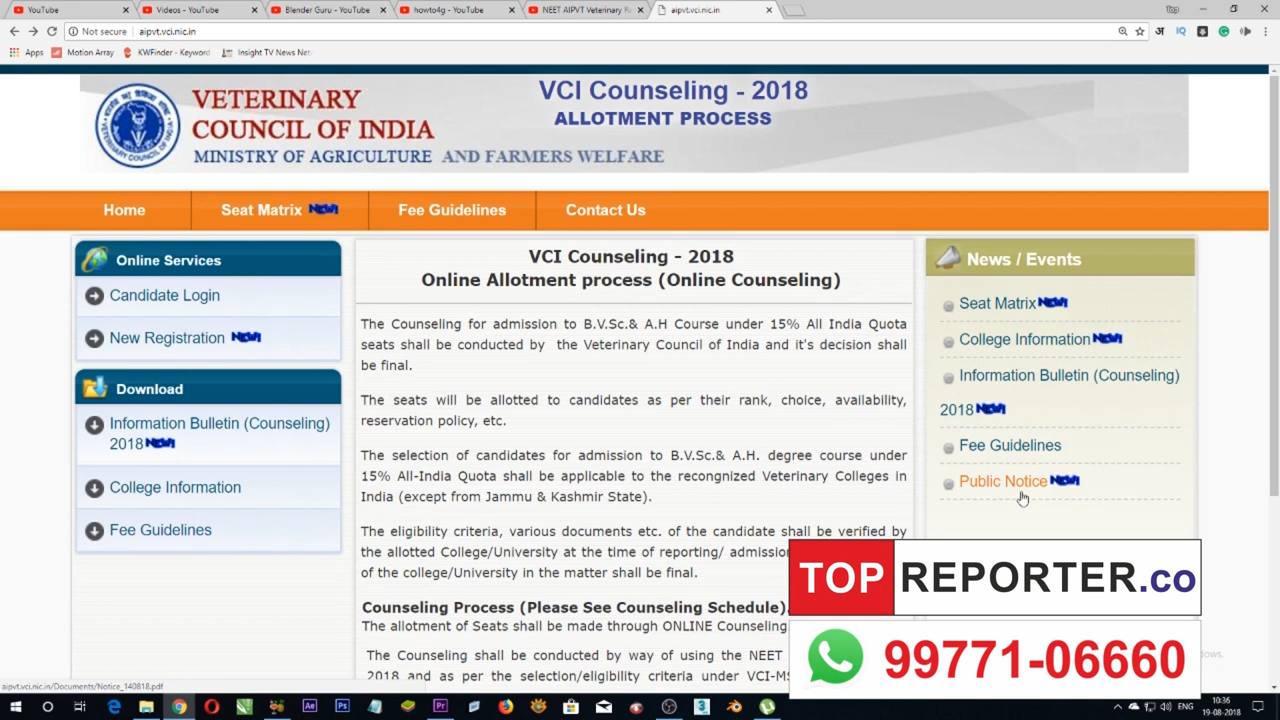 YouTube
Videos - YouTube
Blender Guru - YouTube
howto4g - YouTube
NEET AIPVT Veterinary
aipvt.vci.nic.in
Not secure
aipvt.vci.nic.in
Apps
Motion Array
KWFinder - Keyword
Insight TV News Net
VETERINARY
COUNCIL OF INDIA
MINISTRY OF AGRICULTURE AND FARMERS WELFARE
VCI Counseling - 2018
ALLOTMENT PROCESS
Home
Seat Matrix NEW!
Fee Guidelines
Contact Us
Online Services
Candidate Login
New Registration NEW!
Download
Information Bulletin (Counseling)
2018 NEW!
College Information
Fee Guidelines
VCI Counseling - 2018
Online Allotment process (Online Counseling)
The Counseling for admission to B.V.Sc.& A.H Course under 15% All India Quota
seats shall be conducted by the Veterinary Council of India and it's decision shall
be final.
The seats will be allotted to candidates as per their rank, choice, availability,
reservation policy, etc.
The selection of candidates for admission to B.V.Sc.& A.H. degree course under
15% All-India Quota shall be applicable to the recongnized Veterinary Colleges in
India (except from Jammu & Kashmir State).
The eligibility criteria, various documents etc. of the candidate shall be verified by
the allotted College/University at the time of reporting/ admission
of the college/University in the matter shall be final.
Counseling Process (Please See Counseling Schedule).
The allotment of Seats shall be made through ONLINE Counseling
The Counseling shall be conducted by way of using the NEET
2018 and as per the selection/eligibility criteria under VCI-MS
News / Events
Seat Matrix NEW!
College Information NEW!
Information Bulletin (Counseling)
2018 NEW!
Fee Guidelines
Public Notice NEW!
TOP REPORTER.co
99771-06660
aipvt.vci.nic.in/Documents/Notice_140818.pdf
ENG
10:36
19-08-2018